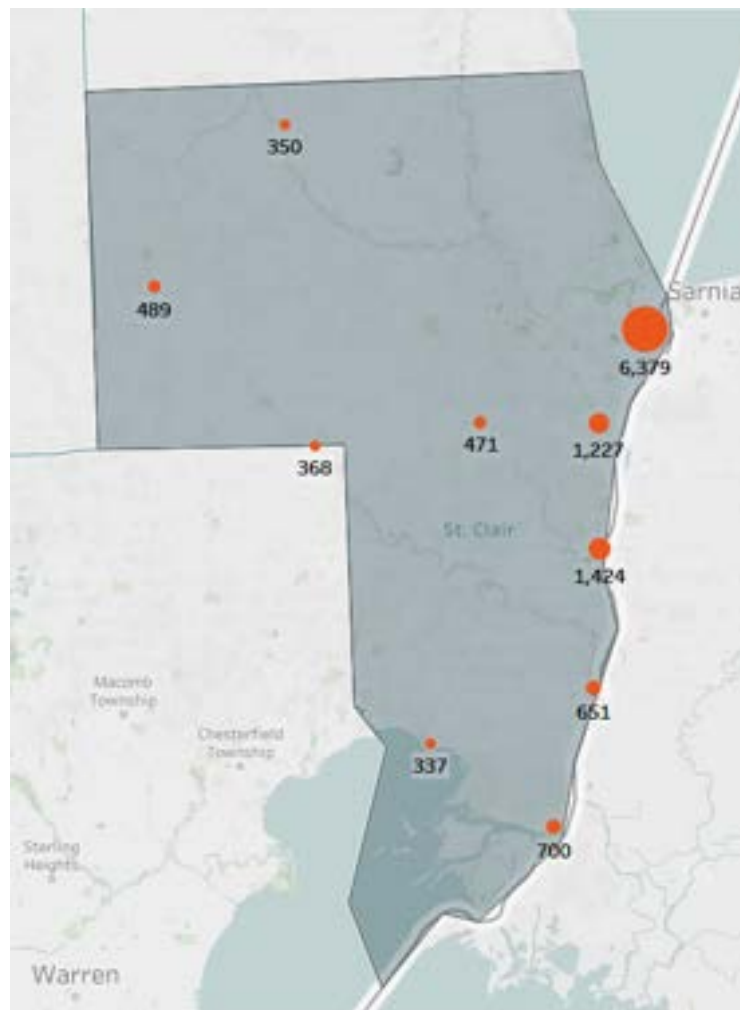 350
Sarnia
489
6,379
471
1,227
368
St. Clair
1,424
Macomb
Township
651
Chesterfield
Township
337
Sterling
Heights
700
Warren